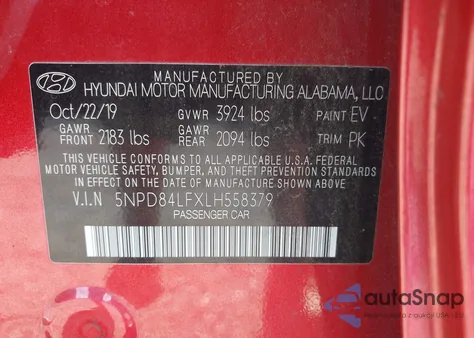 MANUFACTURED BY
HYUNDAI MOTOR MANUFACTURING ALABAMA, LLC
Oct/22/19 GVWR 3924 lbs PAINT EV
GAWR FRONT 2183 lbs GAWR REAR 2094 lbs TRIM PK
THIS VEHICLE CONFORMS TO ALL APPLICABLE U.S.A. FEDERAL
MOTOR VEHICLE SAFETY, BUMPER, AND THEFT PREVENTION STANDARDS
IN EFFECT ON THE DATE OF MANUFACTURE SHOWN ABOVE.
V.I.N 5NPD84LFXLH558379
PASSENGER CAR
autaSnap